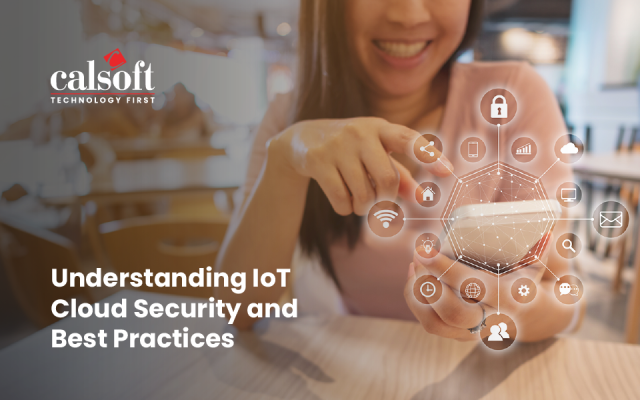 calsoft
TECHNOLOGY FIRST
Understanding IoT
Cloud Security and
Best Practices